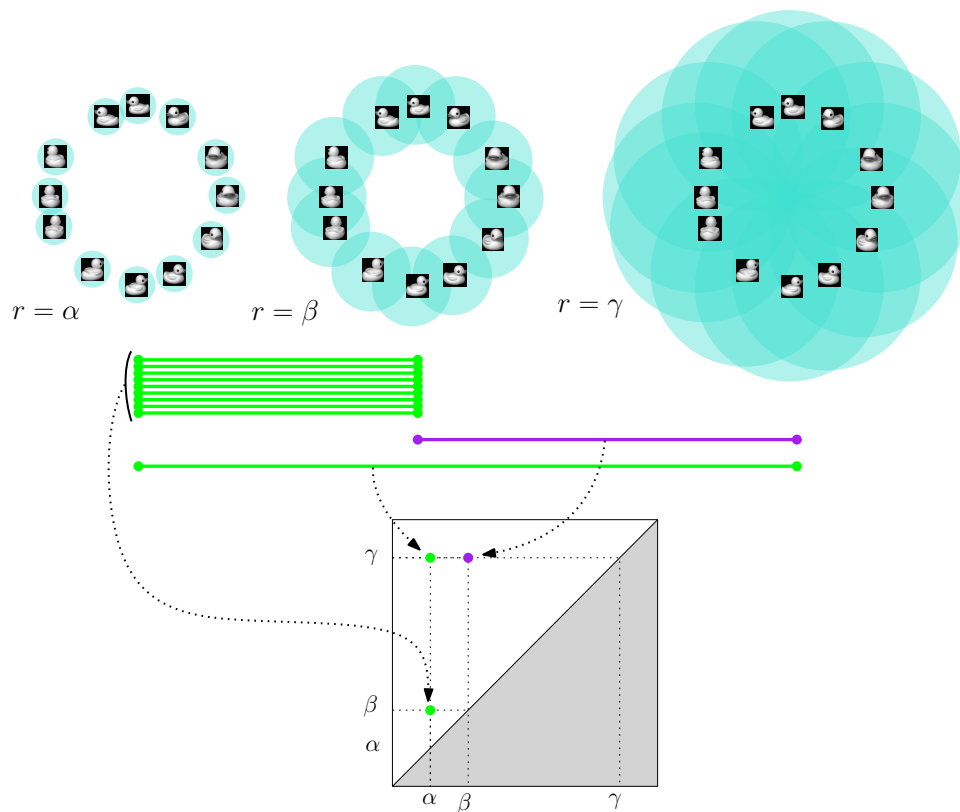 r = α
r = β
r = γ
γ
β
α
α
β
γ